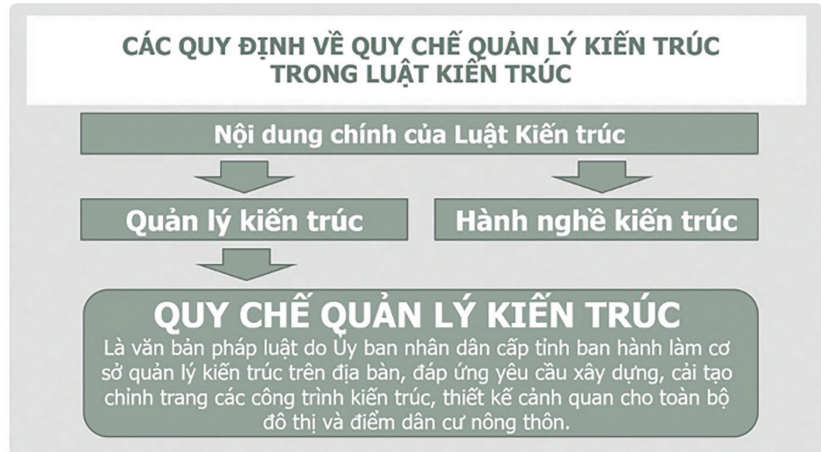 CÁC QUY ĐỊNH VỀ QUY CHẾ QUẢN LÝ KIẾN TRÚC
TRONG LUẬT KIẾN TRÚC
Nội dung chính của Luật Kiến trúc
Quản lý kiến trúc
Hành nghề kiến trúc
QUY CHẾ QUẢN LÝ KIẾN TRÚC
Là văn bản pháp luật do Ủy ban nhân dân cấp tỉnh ban hành làm cơ
sở quản lý kiến trúc trên địa bàn, đáp ứng yêu cầu xây dựng, cải tạo
chỉnh trang các công trình kiến trúc, thiết kế cảnh quan cho toàn bộ
đô thị và điểm dân cư nông thôn.